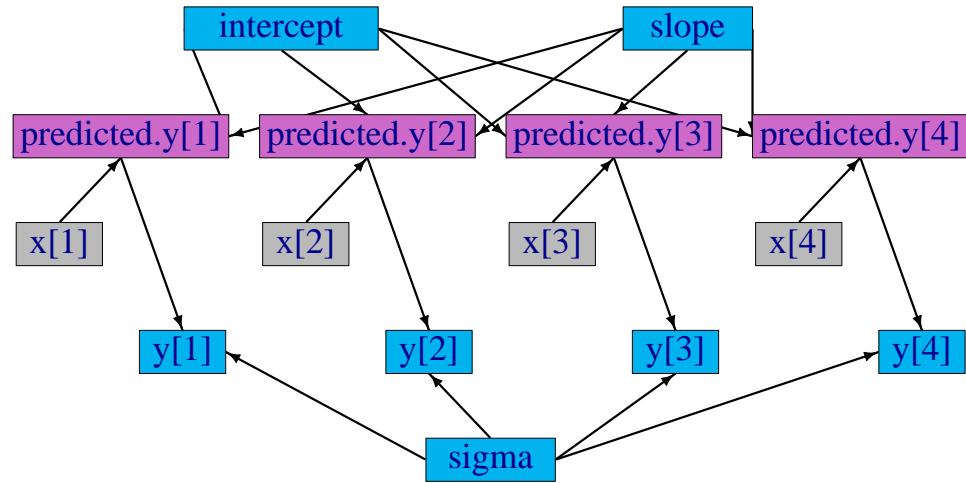 intercept slope
predicted.y[1] predicted.y[2] predicted.y[3] predicted.y[4]
x[1] x[2] x[3] x[4]
y[1] y[2] y[3] y[4]
sigma